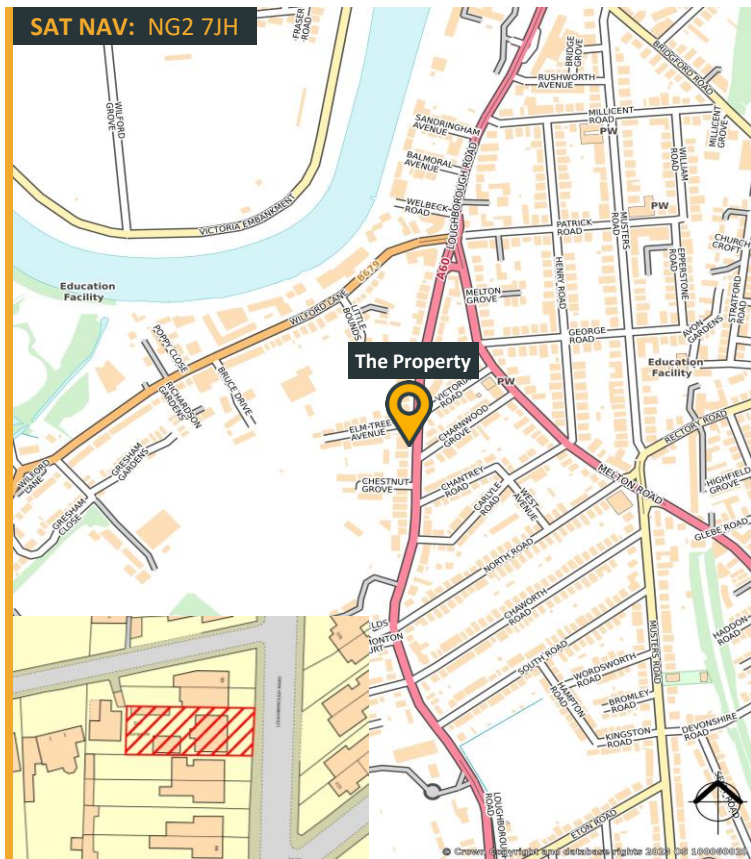 SAT NAV: NG2 7JH
FRASER
ROAD
WILFORD
GROVE
VICTORIA EMBANKMENT
BRIDGE
GROVE
RUSHWORTH
AVENUE
BRIDGFORD ROAD
SANDRINGHAM
AVENUE
MILLICENT
ROAD
PW
MILLICENT
GROVE
BALMORAL
AVENUE
LOUGHBOROUGH ROAD
WILLIAM
ROAD
WELBECK
ROAD
PW
PATRICK
ROAD
MUSTERS
ROAD
CHURCH
CROFT
A60
B679
HENRY ROAD
EPPERSTONE
ROAD
STRATFORD
ROAD
Education
Facility
WILFORD LANE
LITTLE
BOUNDS
MELTON
GROVE
AVON
GARDENS
GEORGE
ROAD
POPPY CLOSE
RICHARDSON
GARDENS
BRUCE DRIVE
The Property
VICTORIA
ROAD
PW
Education
Facility
ELM-TREE
AVENUE
CHARNWOOD
GROVE
RECTORY ROAD
WILFORD
LANE
GRESHAM
GARDENS
GRESHAM
CLOSE
CHESTNUT
GROVE
CHANTREY
ROAD
CARLYLE
ROAD
WEST
AVENUE
MELTON ROAD
HIGHFIELD
GROVE
GLEBE ROAD
NORTH ROAD
CHAWORTH
ROAD
SOUTH ROAD
MUSTERS ROAD
HADDON
ROAD
WORDSWORTH
ROAD
HAMPTON
ROAD
BROMLEY
ROAD
KINGSTON
ROAD
DEVONSHIRE
ROAD
LOUGHBOROUGH
ROAD
ETON ROAD
LOUGHBOROUGH ROAD